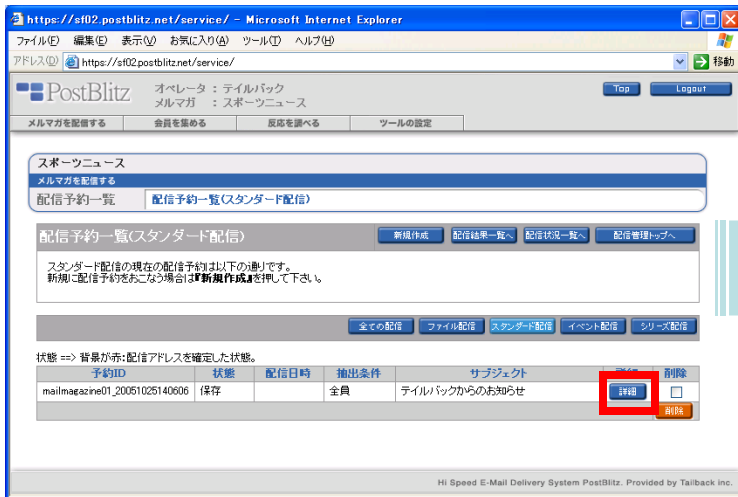 https://sf02.postblitz.net/service/ - Microsoft Internet Explorer
ファイル(F) 編集(E) 表示(V) お気に入り(A) ツール(T) ヘルプ(H)
アドレス(D) https://sf02.postblitz.net/service/ 移動
PostBlitz オペレータ : テイルバック Top Logout
メルマガ : スポーツニュース
メルマガを配信する 会員を集める 反応を調べる ツールの設定
スポーツニュース
メルマガを配信する
配信予約一覧 配信予約一覧(スタンダード配信)
配信予約一覧(スタンダード配信) 新規作成 配信結果一覧へ 配信状況一覧へ 配信管理トップへ
スタンダード配信の現在の配信予約は以下の通りです。
新規に配信予約をおこなう場合は『新規作成』を押して下さい。
全ての配信 ファイル配信 スタンダード配信 イベント配信 シリーズ配信
状態 ==> 背景が赤:配信アドレスを確定した状態。
予約ID 状態 配信日時 抽出条件 サブジェクト 詳細 削除
mailmagazine01_20051025140606 保存 全員 テイルバックからのお知らせ 詳細
削除
Hi Speed E-Mail Delivery System PostBlitz. Provided by Tailback inc.